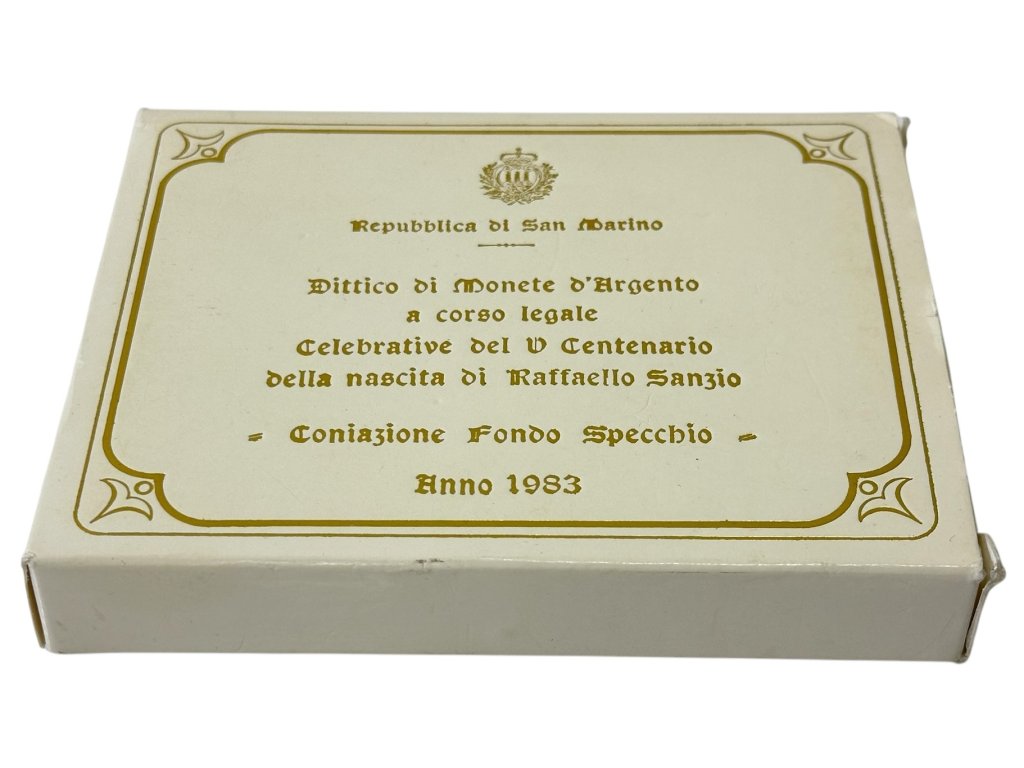 Repubblica di San Marino
Dittico di Monete d'Argento
a corso legale
Celebrative del V Centenario
della nascita di Raffaello Sanzio
= Coniazione Fondo Specchio =
Anno 1983